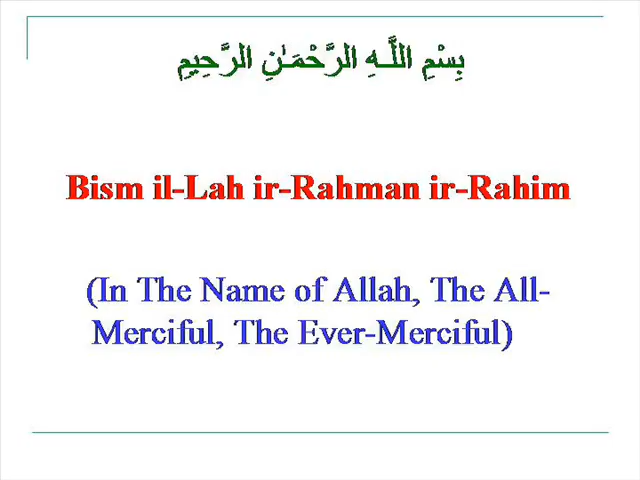 بِسْمِ اللَّـهِ الرَّحْمَـٰنِ الرَّحِيمِ
Bism il-Lah ir-Rahman ir-Rahim
(In The Name of Allah, The All-
Merciful, The Ever-Merciful)